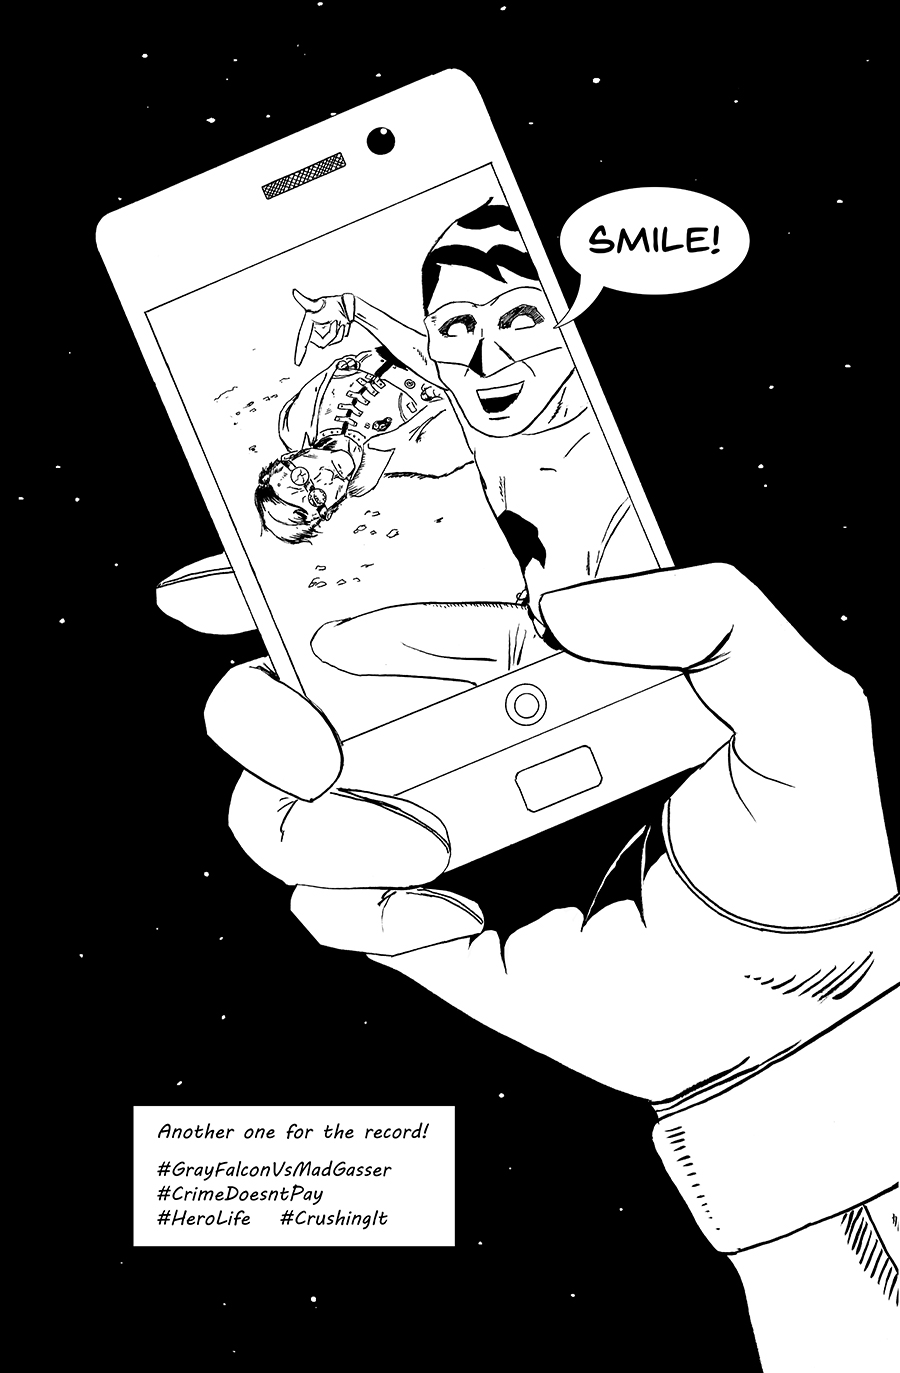 SMILE!
Another one for the record!
#GrayFalconVsMadGasser
#CrimeDoesntPay
#HeroLife #CrushingIt